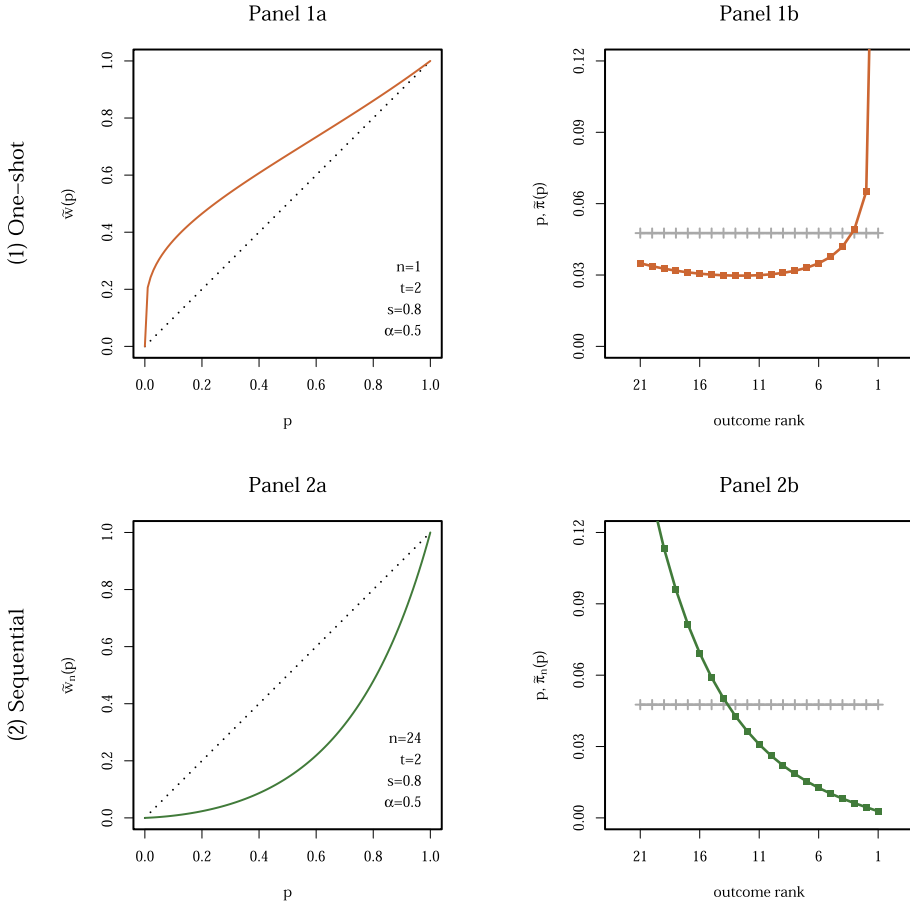 Panel 1a
Panel 1b
(1) One−shot
w̃(p)
1.0
0.8
0.6
0.4
0.2
0.0
n=1
t=2
s=0.8
α=0.5
0.0 0.2 0.4 0.6 0.8 1.0
p
p, π̃(p)
0.12
0.09
0.06
0.03
0.00
21 16 11 6 1
outcome rank
Panel 2a
Panel 2b
(2) Sequential
w̃n(p)
1.0
0.8
0.6
0.4
0.2
0.0
n=24
t=2
s=0.8
α=0.5
0.0 0.2 0.4 0.6 0.8 1.0
p
p, π̃n(p)
0.12
0.09
0.06
0.03
0.00
21 16 11 6 1
outcome rank